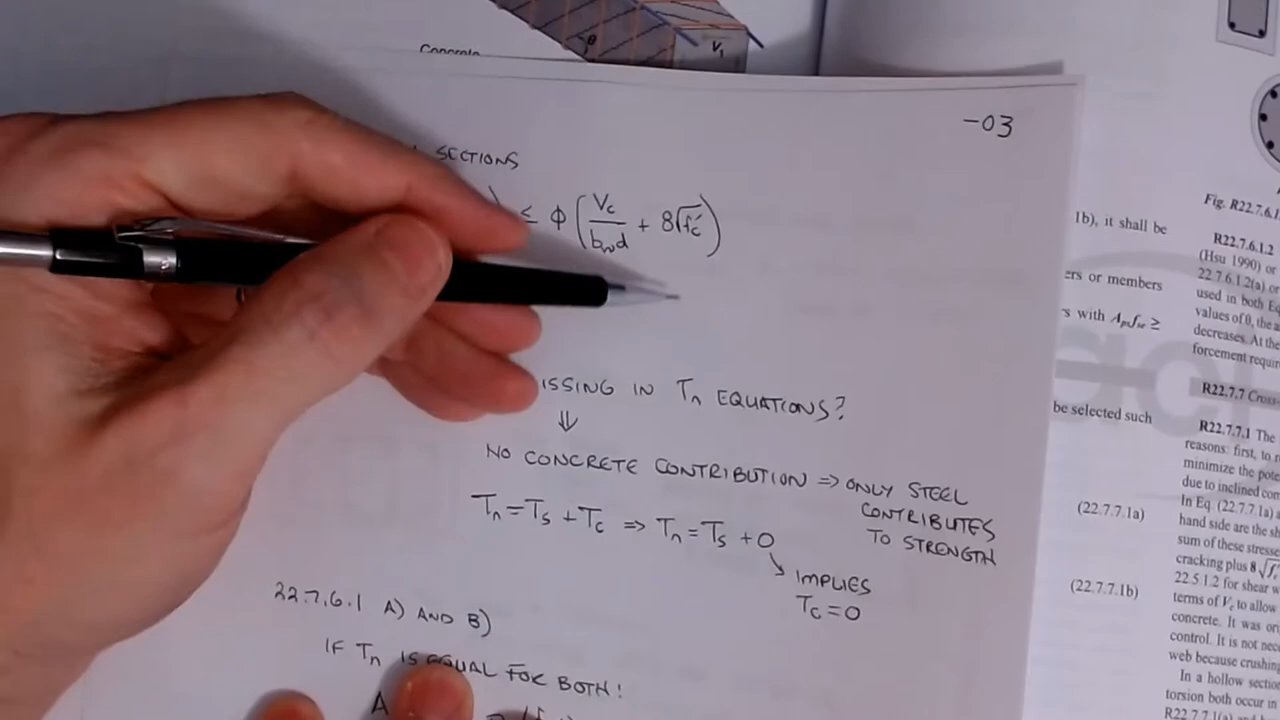 θ
V₁
-03
SECTIONS
≤ ϕ (Vc/bwd + 8√f'c)
ISSING IN Tn EQUATIONS?
⇓
NO CONCRETE CONTRIBUTION ⇒ ONLY STEEL
CONTRIBUTES
TO STRENGTH
Tn = Ts + Tc ⇒ Tn = Ts + 0
IMPLIES
Tc = 0
22.7.6.1 A) AND B)
IF Tn IS EQUAL FOR BOTH!
A
1b), it shall be
ers or members
s with Apsfse ≥
be selected such
(22.7.7.1a)
(22.7.7.1b)
Fig. R22.7.6.1
R22.7.6.1.2
(Hsu 1990) or
22.7.6.1.2(a) or
used in both Eq
values of θ, the a
decreases. At the
forcement requir
R22.7.7 Cross-
R22.7.7.1 The
reasons: first, to r
minimize the pote
due to inclined com
In Eq. (22.7.7.1a) a
hand side are the sh
sum of these stresse
cracking plus 8√f
22.5.1.2 for shear w
terms of Vc to allow
concrete. It was ori
control. It is not nec
web because crushing
In a hollow section
torsion both occur in